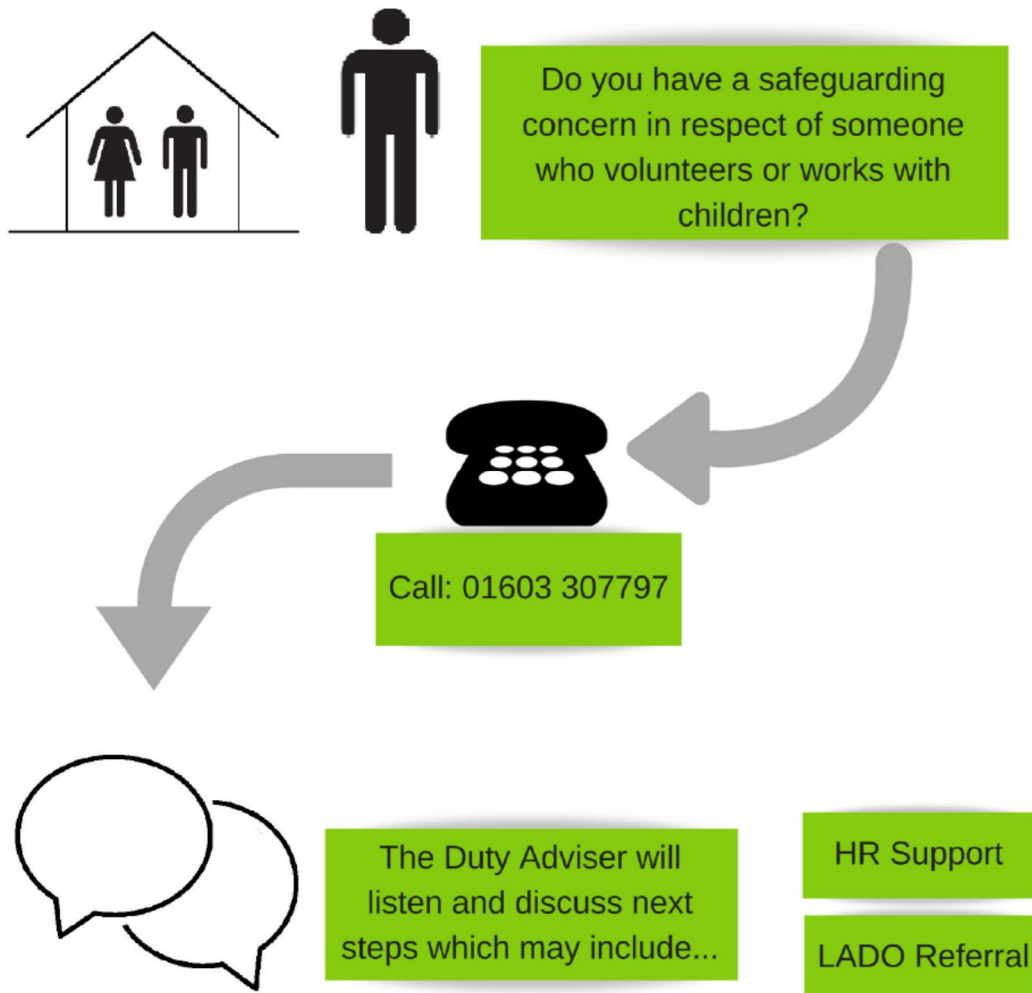 Do you have a safeguarding
concern in respect of someone
who volunteers or works with
children?
Call: 01603 307797
The Duty Adviser will
listen and discuss next
steps which may include...
HR Support
LADO Referral